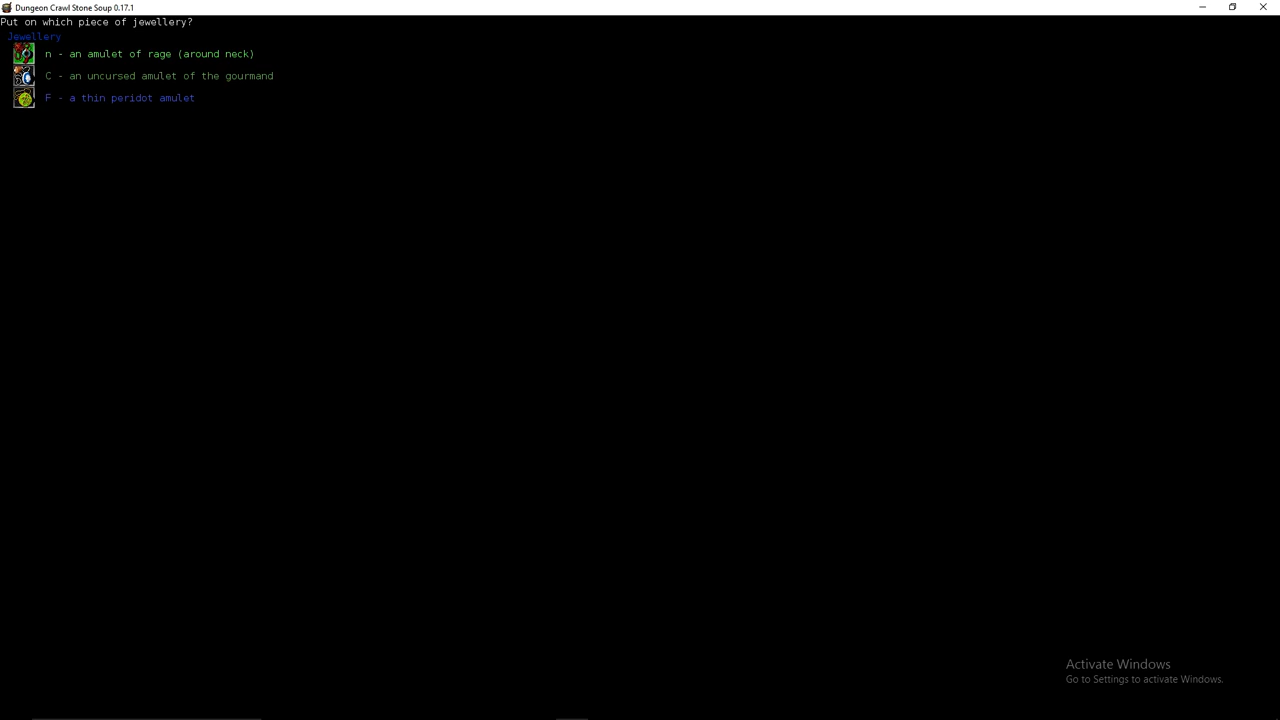 Dungeon Crawl Stone Soup 0.17.1
Put on which piece of jewellery?
Jewellery
n - an amulet of rage (around neck)
C - an uncursed amulet of the gourmand
F - a thin peridot amulet
Activate Windows
Go to Settings to activate Windows.